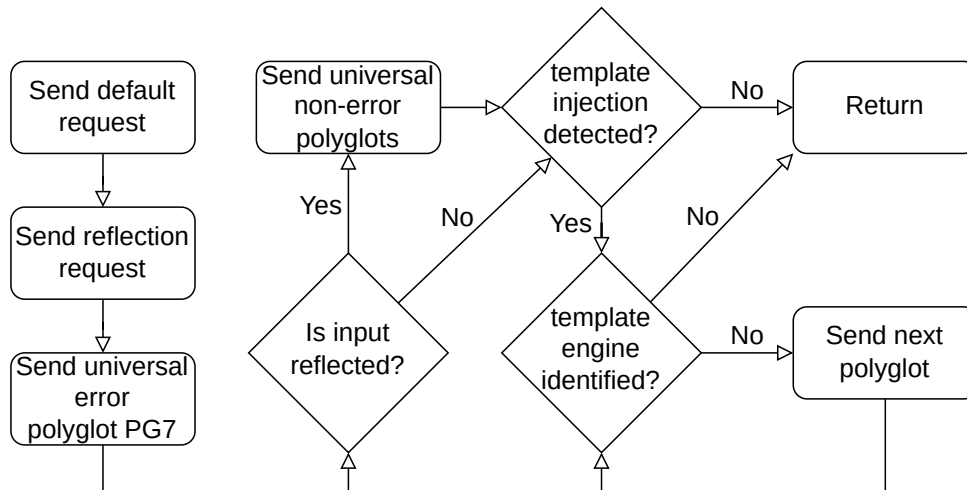 Send default
request
Send reflection
request
Send universal
error
polyglot PG7
Send universal
non-error
polyglots
Yes
No
Is input
reflected?
template
injection
detected?
No
Yes
Return
No
template
engine
identified?
No
Send next
polyglot